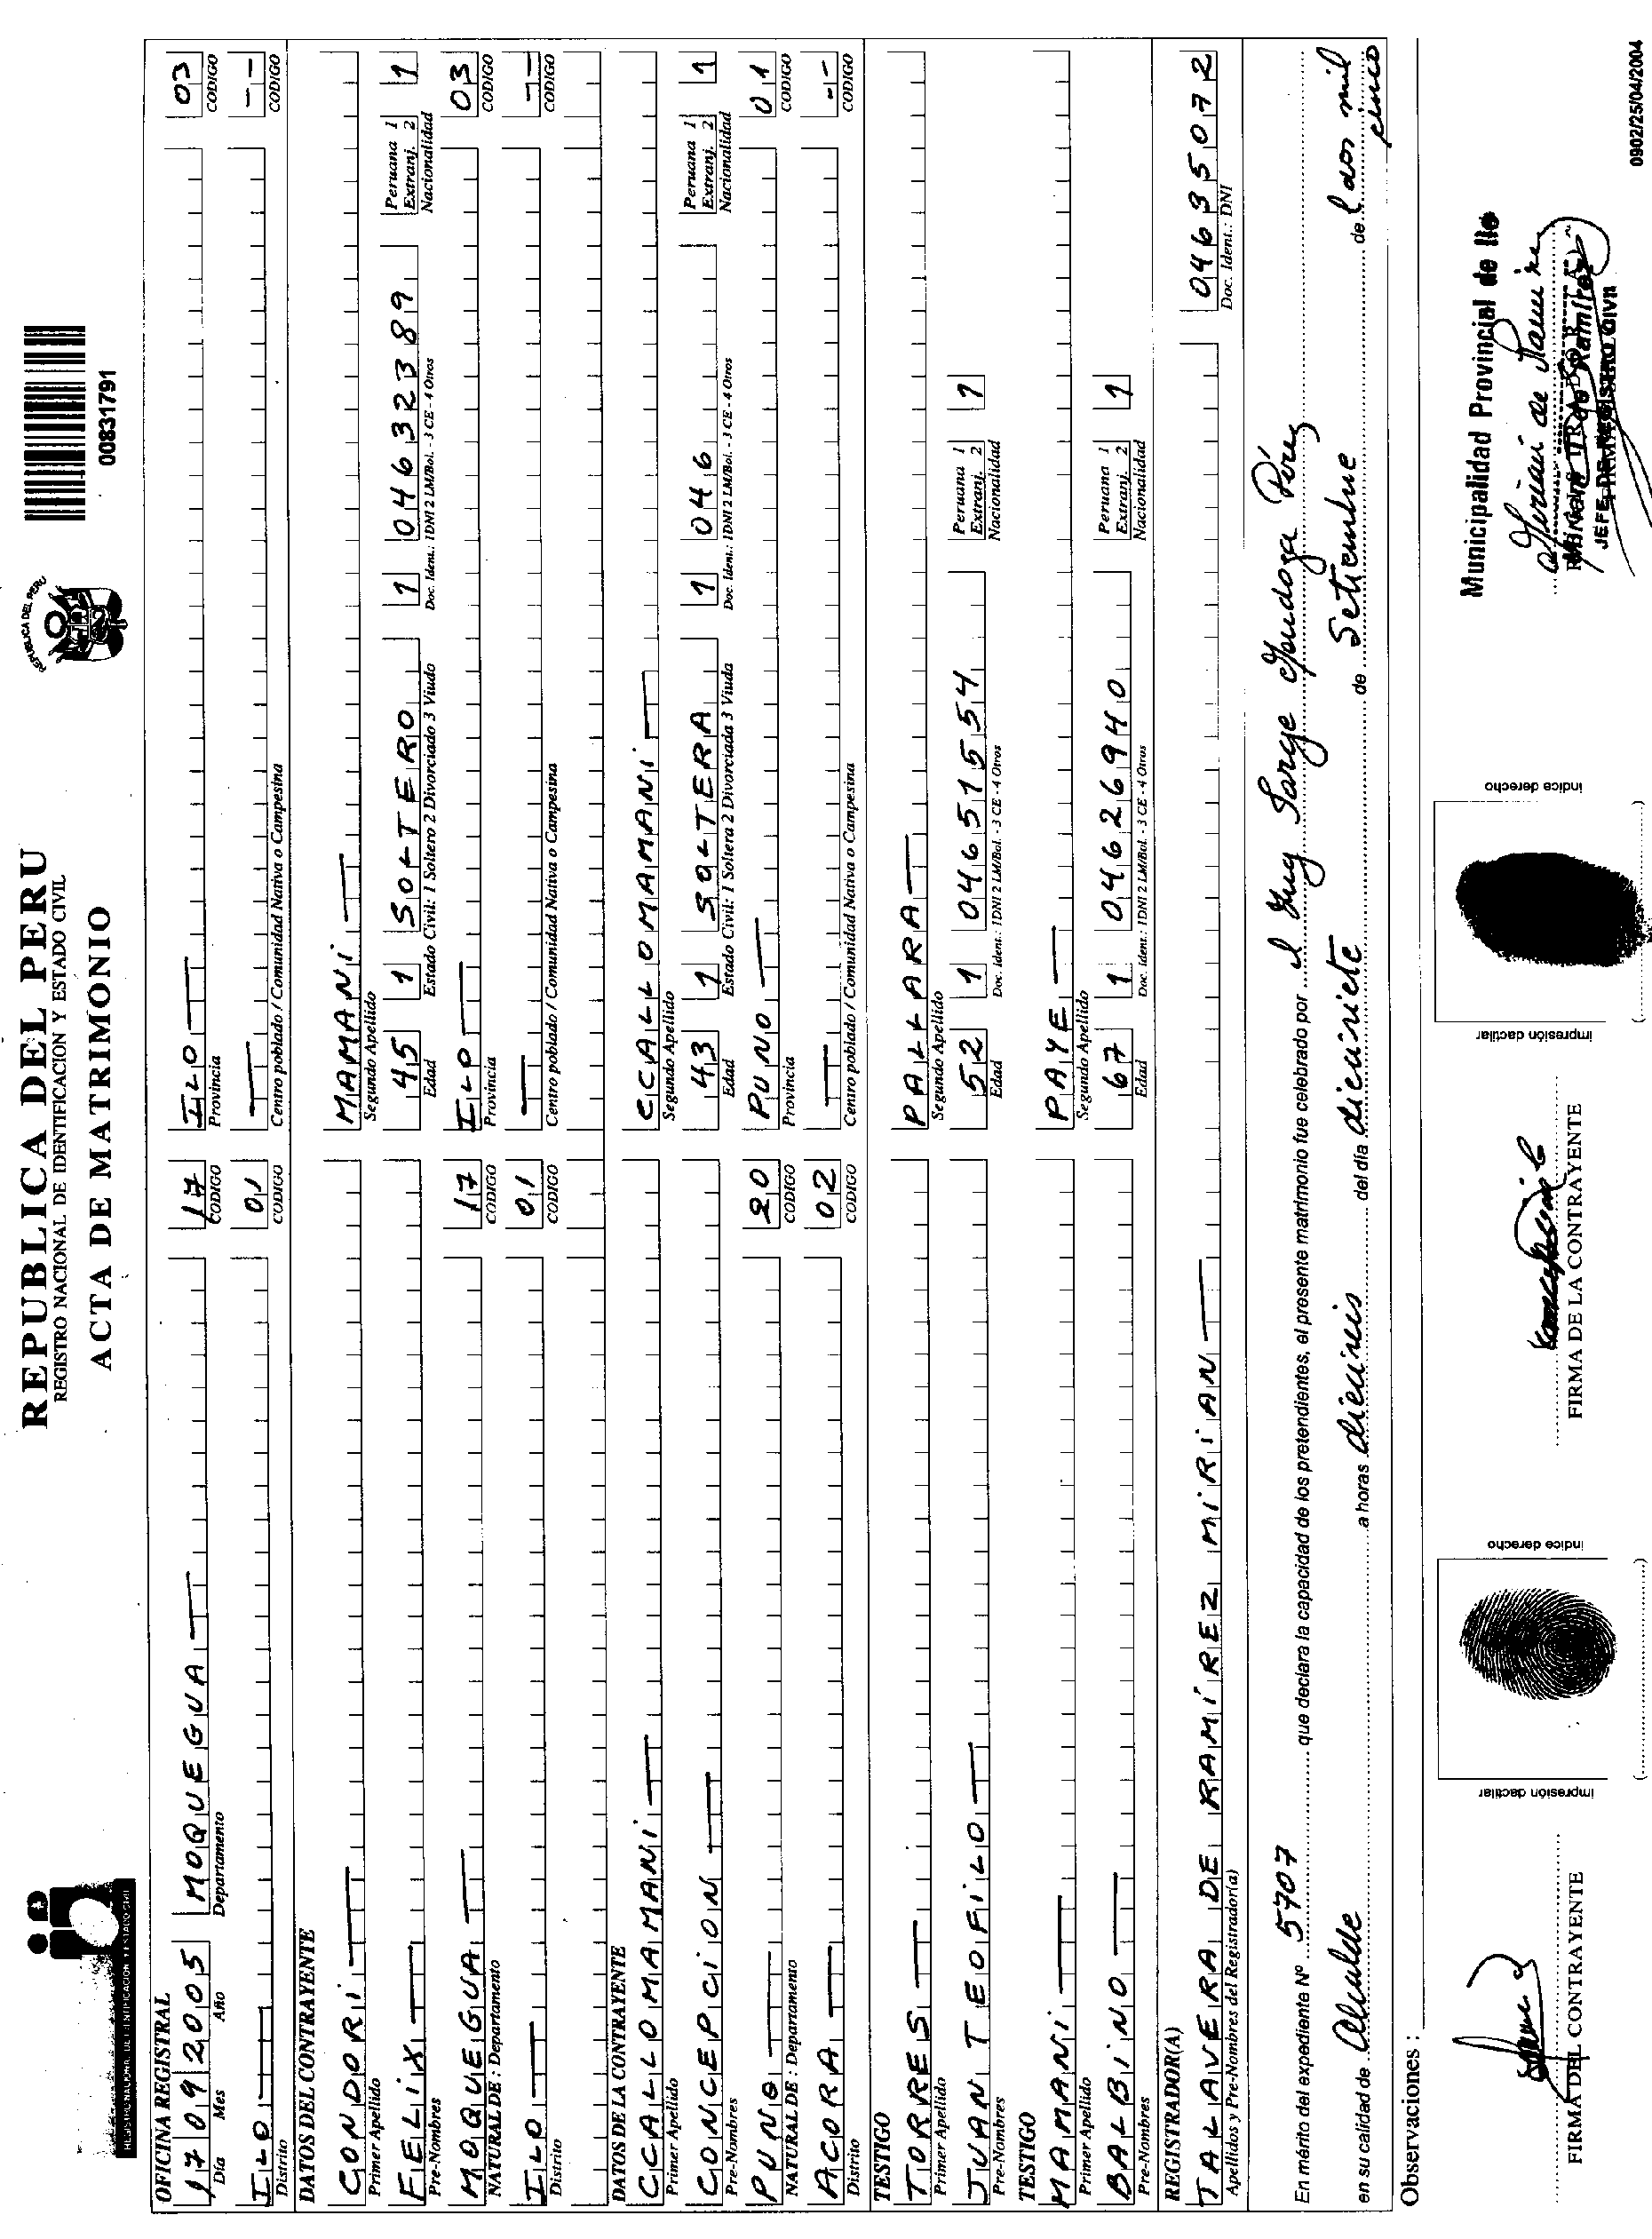 REPUBLICA DEL PERU
REGISTRO NACIONAL DE IDENTIFICACION Y ESTADO CIVIL
ACTA DE MATRIMONIO
REPUBLICA DEL PERU
00831791
REGISTRO NACIONAL DE IDENTIFICACION Y ESTADO CIVIL
OFICINA REGISTRAL
17 09 2005 MOQUEGUA 17 ILO 03
Día Mes Año Departamento CODIGO Provincia CODIGO
ILO 01 --
Distrito CODIGO Centro poblado / Comunidad Nativa o Campesina CODIGO
DATOS DEL CONTRAYENTE
CONDORI MAMANI
Primer Apellido Segundo Apellido
FELIX 45 1 SOLTERO 1 04632389 Peruana 1 Extranj. 2 1
Pre-Nombres Edad Estado Civil: 1 Soltero 2 Divorciado 3 Viudo Doc. Ident.: 1DNI 2 LM/Bol. - 3 CE - 4 Otros Nacionalidad
MOQUEGUA 17 ILO 03
NATURAL DE : Departamento CODIGO Provincia CODIGO
ILO 01 --
Distrito CODIGO Centro poblado / Comunidad Nativa o Campesina CODIGO
DATOS DE LA CONTRAYENTE
CCALLOMAMANI CCALLOMAMANI
Primer Apellido Segundo Apellido
CONCEPCION 43 1 SOLTERA 1 046 Peruana 1 Extranj. 2 1
Pre-Nombres Edad Estado Civil: 1 Soltera 2 Divorciada 3 Viuda Doc. Ident.: 1DNI 2 LM/Bol. - 3 CE - 4 Otros Nacionalidad
PUNO 20 PUNO 01
NATURAL DE : Departamento CODIGO Provincia CODIGO
ACORA 02 --
Distrito CODIGO Centro poblado / Comunidad Nativa o Campesina CODIGO
TESTIGO
TORRES PALLARA
Primer Apellido Segundo Apellido
JUAN TEOFILO 52 1 04651554 Peruana 1 Extranj. 2 1
Pre-Nombres Edad Doc. Ident.: 1DNI 2 LM/Bol. - 3 CE - 4 Otros Nacionalidad
TESTIGO
MAMANI PAYE
Primer Apellido Segundo Apellido
BALBINO 67 1 04626940 Peruana 1 Extranj. 2 1
Pre-Nombres Edad Doc. Ident.: 1DNI 2 LM/Bol. - 3 CE - 4 Otros Nacionalidad
REGISTRADOR(A)
TALAVERA DE RAMIREZ MIRIAN 04635072
Apellidos y Pre-Nombres del Registrador(a) Doc. Ident.: DNI
En mérito del expediente Nº 5707 que declara la capacidad de los pretendientes, el presente matrimonio fue celebrado por el Ing Jorge Mendoza Pérez
en su calidad de Alcalde a horas dieciseis del día diecisiete de Setiembre de l dos mil cinco
Observaciones :
Municipalidad Provincial de Ilo
JEFE DE REGISTRO CIVIL
FIRMA DEL CONTRAYENTE
impresión dactilar
índice derecho
FIRMA DE LA CONTRAYENTE
impresión dactilar
índice derecho
0902/25/04/2004